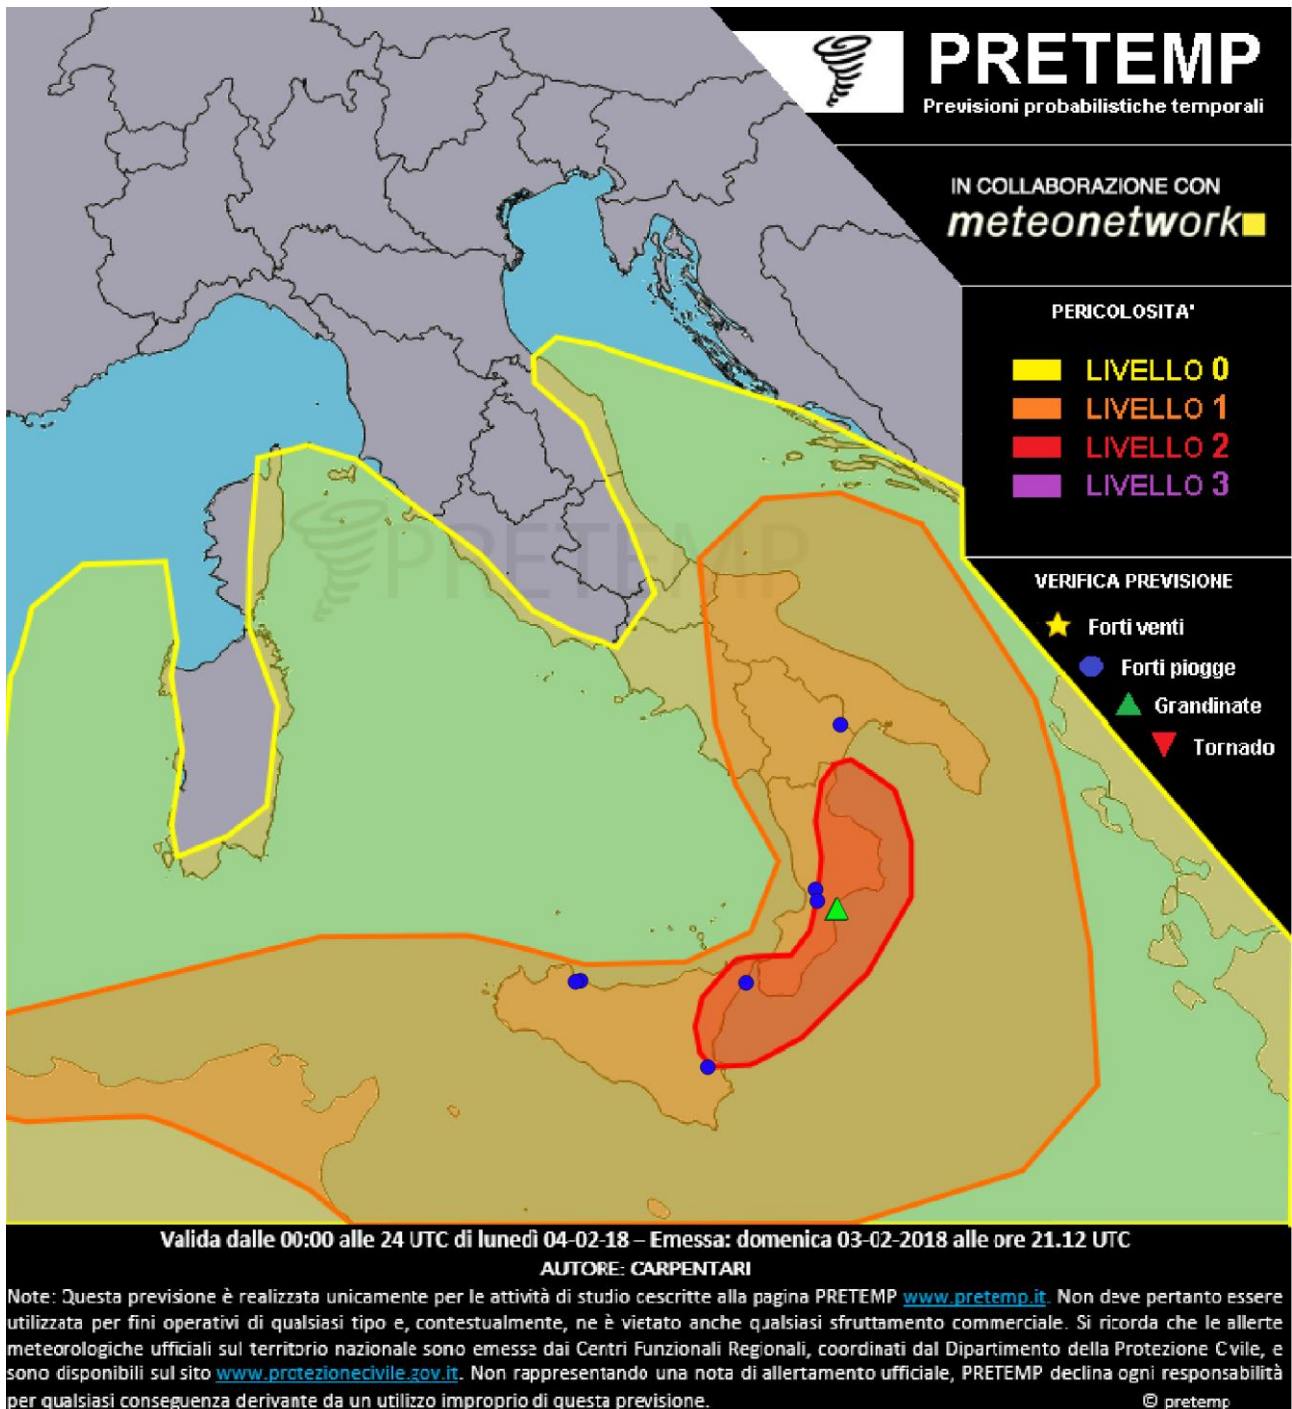 PRETEMP
Previsioni probabilistiche temporali
IN COLLABORAZIONE CON
meteonetwork
PERICOLOSITA'
LIVELLO 0
LIVELLO 1
LIVELLO 2
LIVELLO 3
PRETEMP
VERIFICA PREVISIONE
Forti venti
Forti piogge
Grandinate
Tornado
Valida dalle 00:00 alle 24 UTC di lunedì 04-02-18 – Emessa: domenica 03-02-2018 alle ore 21.12 UTC
AUTORE: CARPENTARI
Note: Questa previsione è realizzata unicamente per le attività di studio cescritte alla pagina PRETEMP www.pretemp.it. Non deve pertanto essere
utilizzata per fini operativi di qualsiasi tipo e, contestualmente, ne è vietato anche qualsiasi sfruttamento commerciale. Si ricorda che le allerte
meteorologiche ufficiali sul territorio nazionale sono emesse dai Centri Funzionali Regionali, coordinati dal Dipartimento della Protezione Civile, e
sono disponibili sul sito www.protezionecivile.gov.it. Non rappresentando una nota di allertamento ufficiale, PRETEMP declina ogni responsabilità
per qualsiasi conseguenza derivante da un utilizzo improprio di questa previsione.
© pretemp